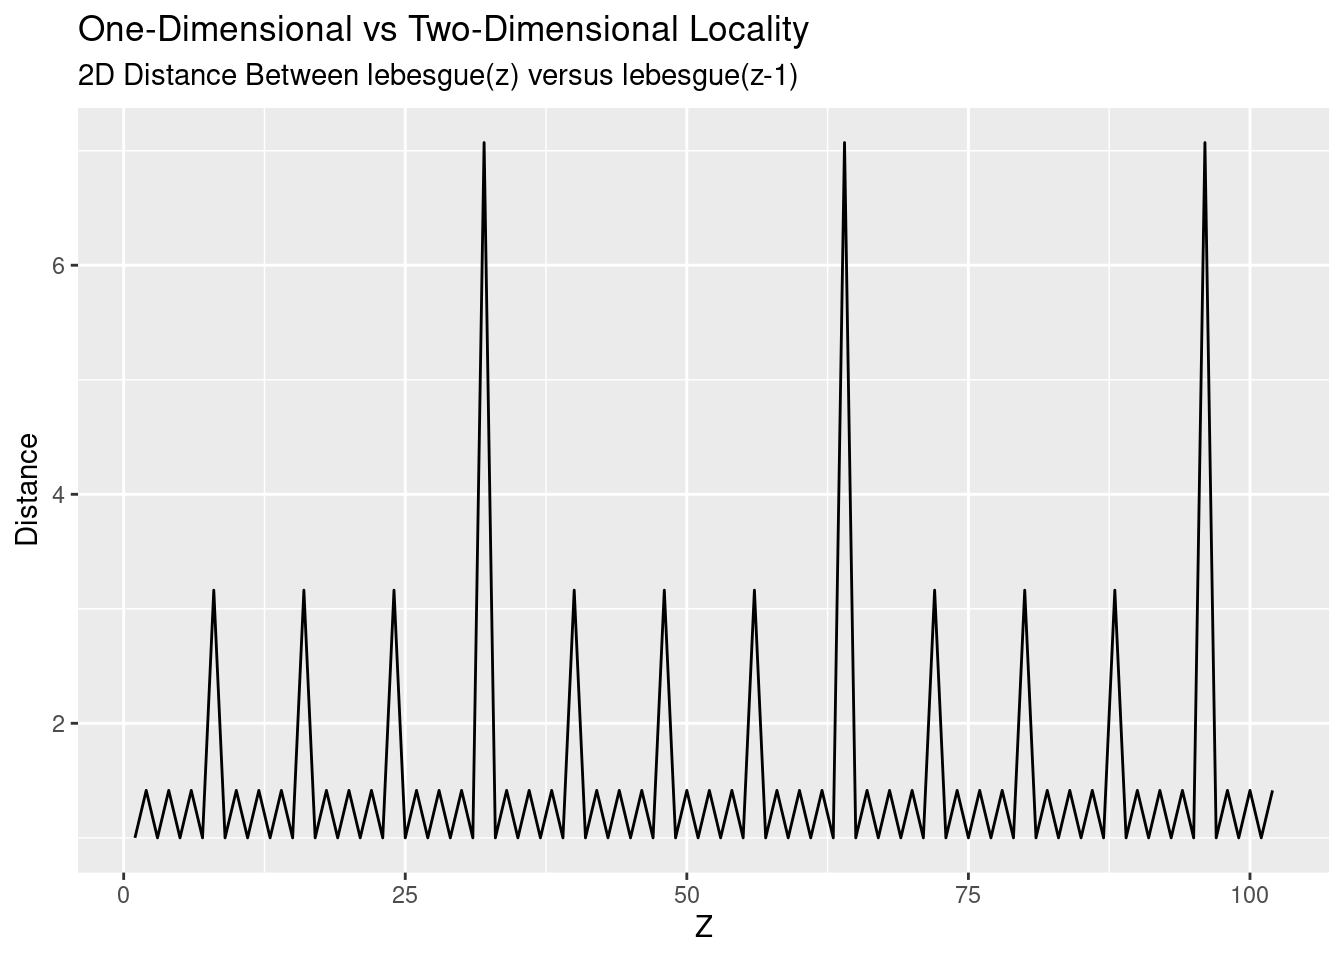 One-Dimensional vs Two-Dimensional Locality
2D Distance Between lebesgue(z) versus lebesgue(z-1)
6
4
2
Distance
0 25 50 75 100
Z